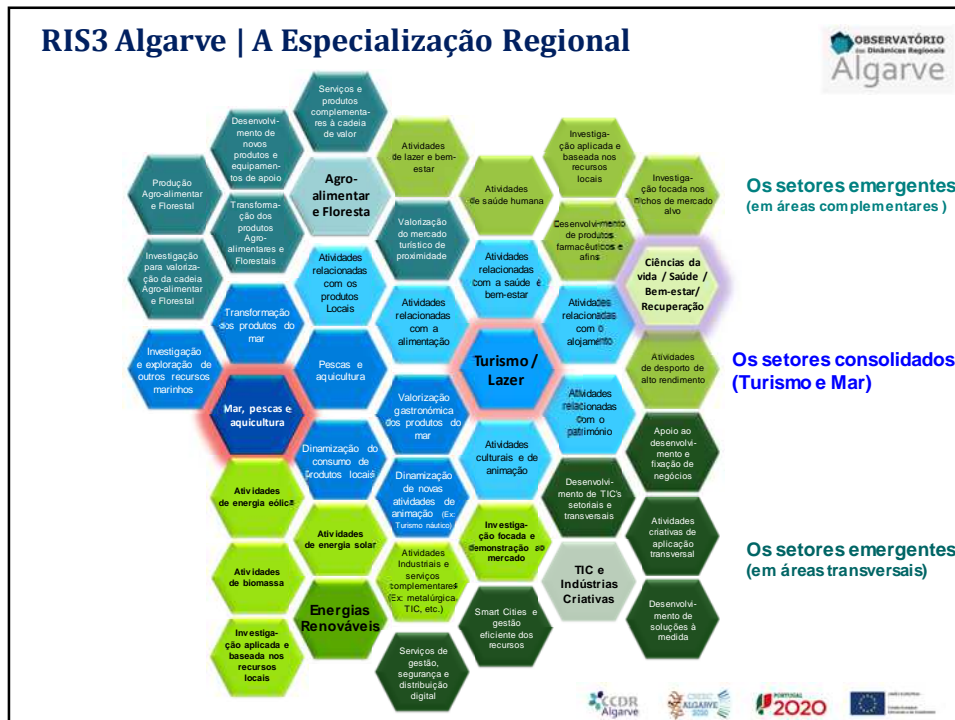 RIS3 Algarve | A Especialização Regional
OBSERVATÓRIO
das Dinâmicas Regionais
Algarve
Serviços e
produtos
complementa-
res à cadeia
de valor
Desenvolvi-
mento de
novos
produtos e
equipamen-
tos de apoio
Produção
Agro-alimentar
e Florestal
Agro-
alimentar
e Floresta
Atividades
de lazer e bem-
estar
Atividades
de saúde humana
Investiga-
ção aplicada e
baseada nos
recursos
locais
Investiga-
ção focada nos
nichos de mercado
alvo
Os setores emergentes
(em áreas complementares )
Transforma-
ção dos
produtos
Agro-
alimentares e
Florestais
Valorização
do mercado
turístico de
proximidade
Desenvolvimento
de produtos
farmacêuticos e
afins
Investigação
para valoriza-
ção da cadeia
Agro-alimentar
e Florestal
Atividades
relacionadas
com os
produtos
Locais
Atividades
relacionadas
com a saúde e
bem-estar
Ciências da
vida / Saúde /
Bem-estar/
Recuperação
Transformação
dos produtos do
mar
Atividades
relacionadas
com a
alimentação
Atividades
relacionadas
com o
alojamento
Investigação
e exploração de
outros recursos
marinhos
Pescas e
aquicultura
Turismo /
Lazer
Atividades
de desporto de
alto rendimento
Os setores consolidados
(Turismo e Mar)
Mar, pescas e
aquicultura
Valorização
gastronómica
dos produtos do
mar
Atividades
relacionadas
com o
património
Dinamização do
consumo de
produtos locais
Atividades
culturais e de
animação
Apoio ao
desenvolvi-
mento e
fixação de
negócios
Atividades
de energia eólica
Dinamização
de novas
atividades de
animação (Ex:
Turismo náutico)
Desenvolvi-
mento de TIC's
setoriais e
transversais
Atividades
de energia solar
Investiga-
ção focada e
demonstração ao
mercado
Atividades
criativas de
aplicação
transversal
Os setores emergentes
(em áreas transversais)
Atividades
de biomassa
Atividades
Industriais e
serviços
complementares
(Ex: metalúrgica,
TIC, etc.)
TIC e
Indústrias
Criativas
Energias
Renováveis
Smart Cities e
gestão
eficiente dos
recursos
Desenvolvi-
mento de
soluções à
medida
Investiga-
ção aplicada e
baseada nos
recursos
locais
Serviços de
gestão,
segurança e
distribuição
digital
CCDR
Algarve
CRESC
ALGARVE
2020
PORTUGAL
2020
UNIÃO EUROPEIA